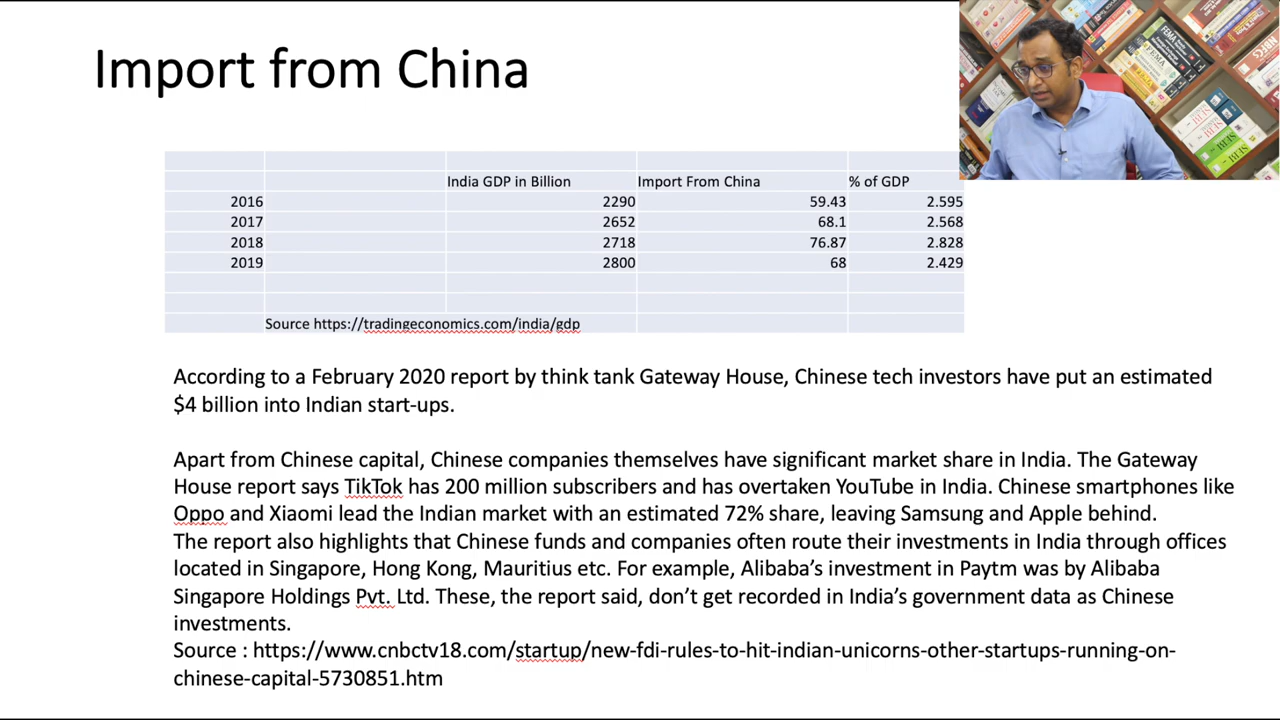 Import from China
India GDP in Billion Import From China % of GDP
2016 2290 59.43 2.595
2017 2652 68.1 2.568
2018 2718 76.87 2.828
2019 2800 68 2.429
Source https://tradingeconomics.com/india/gdp
According to a February 2020 report by think tank Gateway House, Chinese tech investors have put an estimated
$4 billion into Indian start-ups.
Apart from Chinese capital, Chinese companies themselves have significant market share in India. The Gateway
House report says TikTok has 200 million subscribers and has overtaken YouTube in India. Chinese smartphones like
Oppo and Xiaomi lead the Indian market with an estimated 72% share, leaving Samsung and Apple behind.
The report also highlights that Chinese funds and companies often route their investments in India through offices
located in Singapore, Hong Kong, Mauritius etc. For example, Alibaba’s investment in Paytm was by Alibaba
Singapore Holdings Pvt. Ltd. These, the report said, don’t get recorded in India’s government data as Chinese
investments.
Source : https://www.cnbctv18.com/startup/new-fdi-rules-to-hit-indian-unicorns-other-startups-running-on-
chinese-capital-5730851.htm
FEMA
FEMA
NBFCs
SEBI